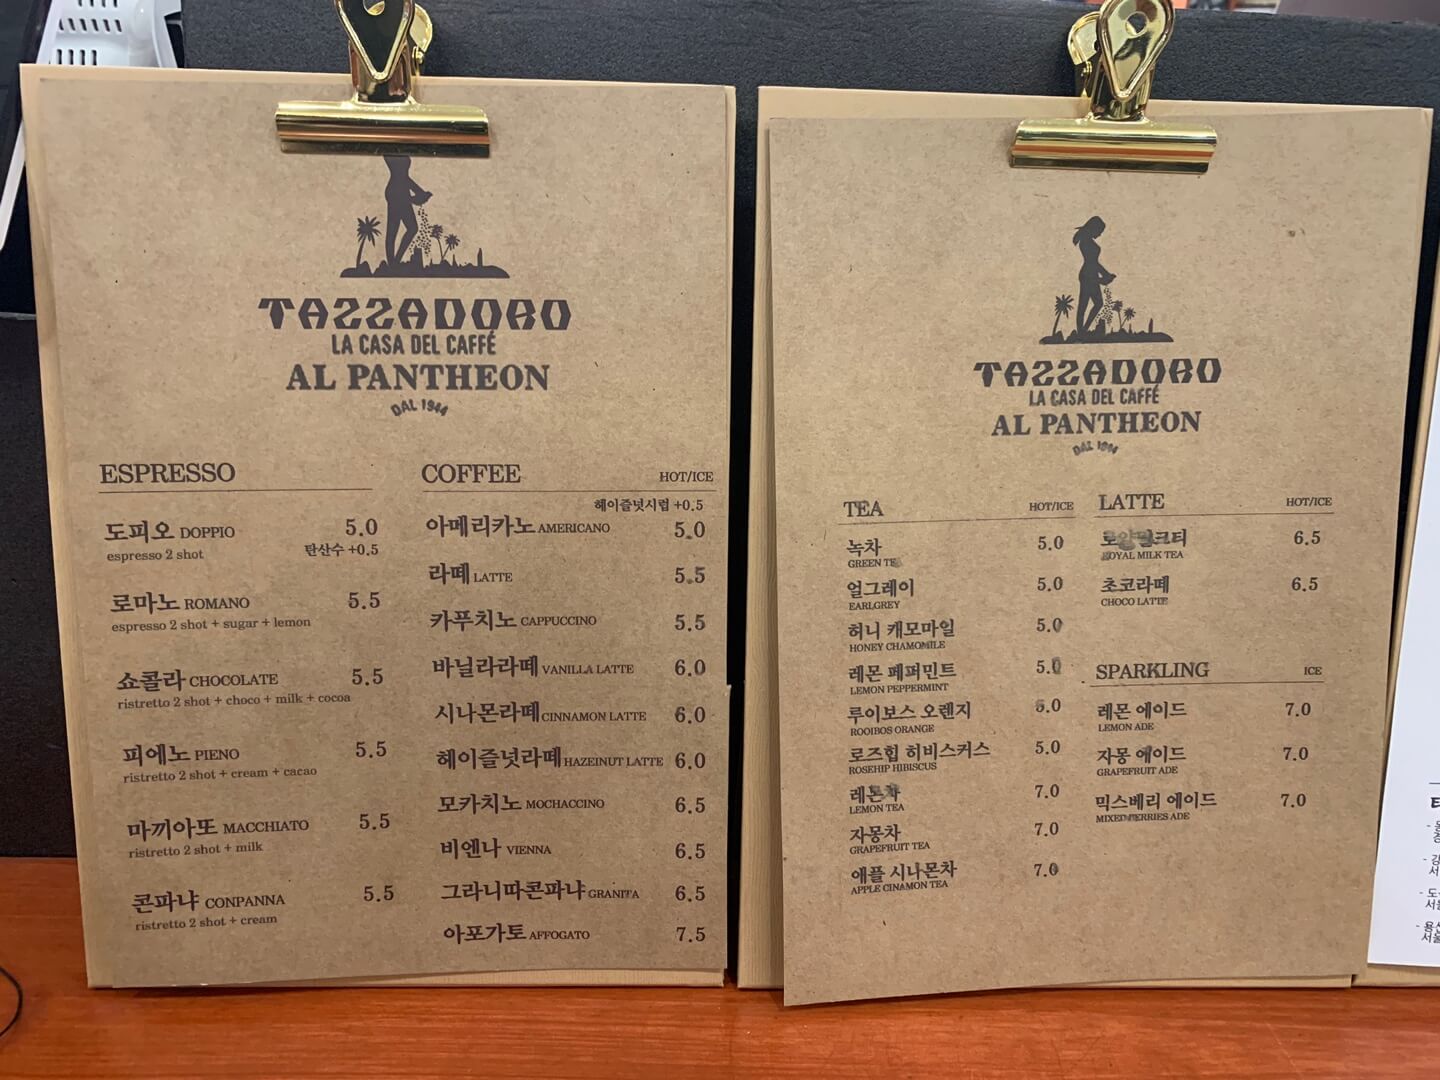 TAZZADORO
LA CASA DEL CAFFÉ
AL PANTHEON
DAL 1944
ESPRESSO
도피오 DOPPIO 5.0
espresso 2 shot 탄산수 +0.5
로마노 ROMANO 5.5
espresso 2 shot + sugar + lemon
쇼콜라 CHOCOLATE 5.5
ristretto 2 shot + choco + milk + cocoa
피에노 PIENO 5.5
ristretto 2 shot + cream + cacao
마끼아또 MACCHIATO 5.5
ristretto 2 shot + milk
콘파냐 CONPANNA 5.5
ristretto 2 shot + cream
COFFEE HOT/ICE
헤이즐넛시럽 +0.5
아메리카노 AMERICANO 5.0
라떼 LATTE 5.5
카푸치노 CAPPUCCINO 5.5
바닐라라떼 VANILLA LATTE 6.0
시나몬라떼 CINNAMON LATTE 6.0
헤이즐넛라떼 HAZEINUT LATTE 6.0
모카치노 MOCHACCINO 6.5
비엔나 VIENNA 6.5
그라니따콘파냐 GRANITA 6.5
아포가토 AFFOGATO 7.5
TAZZADORO
LA CASA DEL CAFFÉ
AL PANTHEON
DAL 1944
TEA HOT/ICE
녹차 5.0
GREEN TEA
얼그레이 5.0
EARLGREY
허니 캐모마일 5.0
HONEY CHAMOMILE
레몬 페퍼민트 5.0
LEMON PEPPERMINT
루이보스 오렌지 5.0
ROOIBOS ORANGE
로즈힙 히비스커스 5.0
ROSEHIP HIBISCUS
레몬차 7.0
LEMON TEA
자몽차 7.0
GRAPEFRUIT TEA
애플 시나몬차 7.0
APPLE CINAMON TEA
LATTE HOT/ICE
로얄밀크티 6.5
ROYAL MILK TEA
초코라떼 6.5
CHOCO LATTE
SPARKLING ICE
레몬 에이드 7.0
LEMON ADE
자몽 에이드 7.0
GRAPEFRUIT ADE
믹스베리 에이드 7.0
MIXED BERRIES ADE